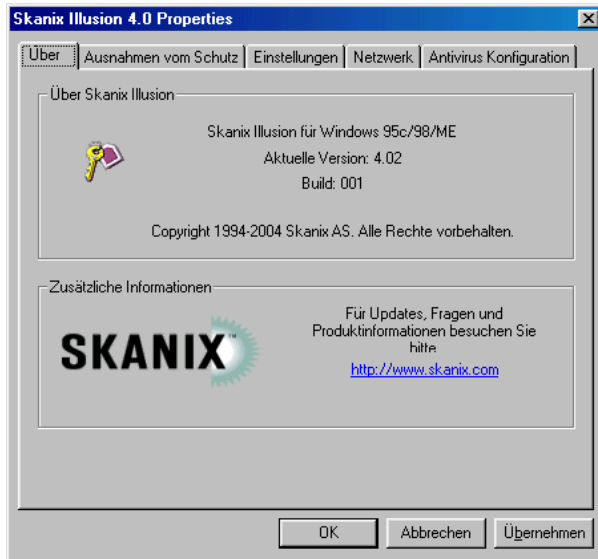 Skanix Illusion 4.0 Properties
Über
Ausnahmen vom Schutz
Einstellungen
Netzwerk
Antivirus Konfiguration
Über Skanix Illusion
Skanix Illusion für Windows 95c/98/ME
Aktuelle Version: 4.02
Build: 001
Copyright 1994-2004 Skanix AS. Alle Rechte vorbehalten.
Zusätzliche Informationen
SKANIX™
Für Updates, Fragen und
Produktinformationen besuchen Sie
bitte
http://www.skanix.com
OK
Abbrechen
Übernehmen